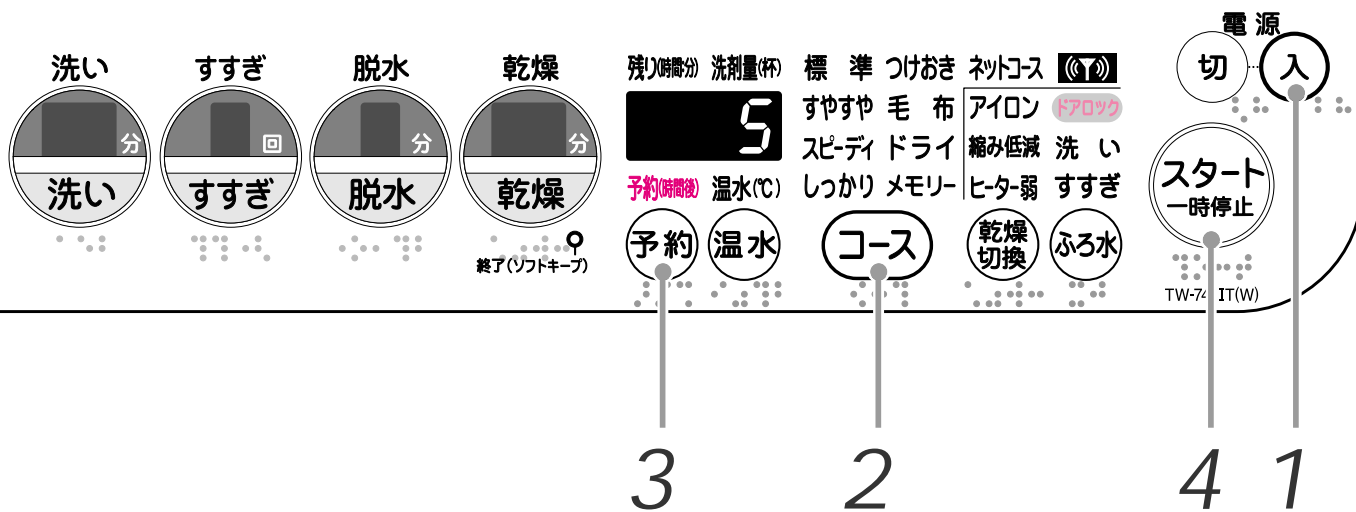 電源
洗い すすぎ 脱水 乾燥 残り(時間分) 洗剤量(杯) 標準 つけおき ネットコース 切 入
分 回 分 分 5 すやすや 毛布 アイロン ドアロック
スピーディ ドライ 縮み低減 洗い
洗い すすぎ 脱水 乾燥 予約(時間後) 温水(℃) しっかり メモリー ヒーター弱 すすぎ スタート
一時停止
予約 温水 コース 乾燥切換 ふろ水
終了(ソフトキープ)
IT(W)
3 2 4 1